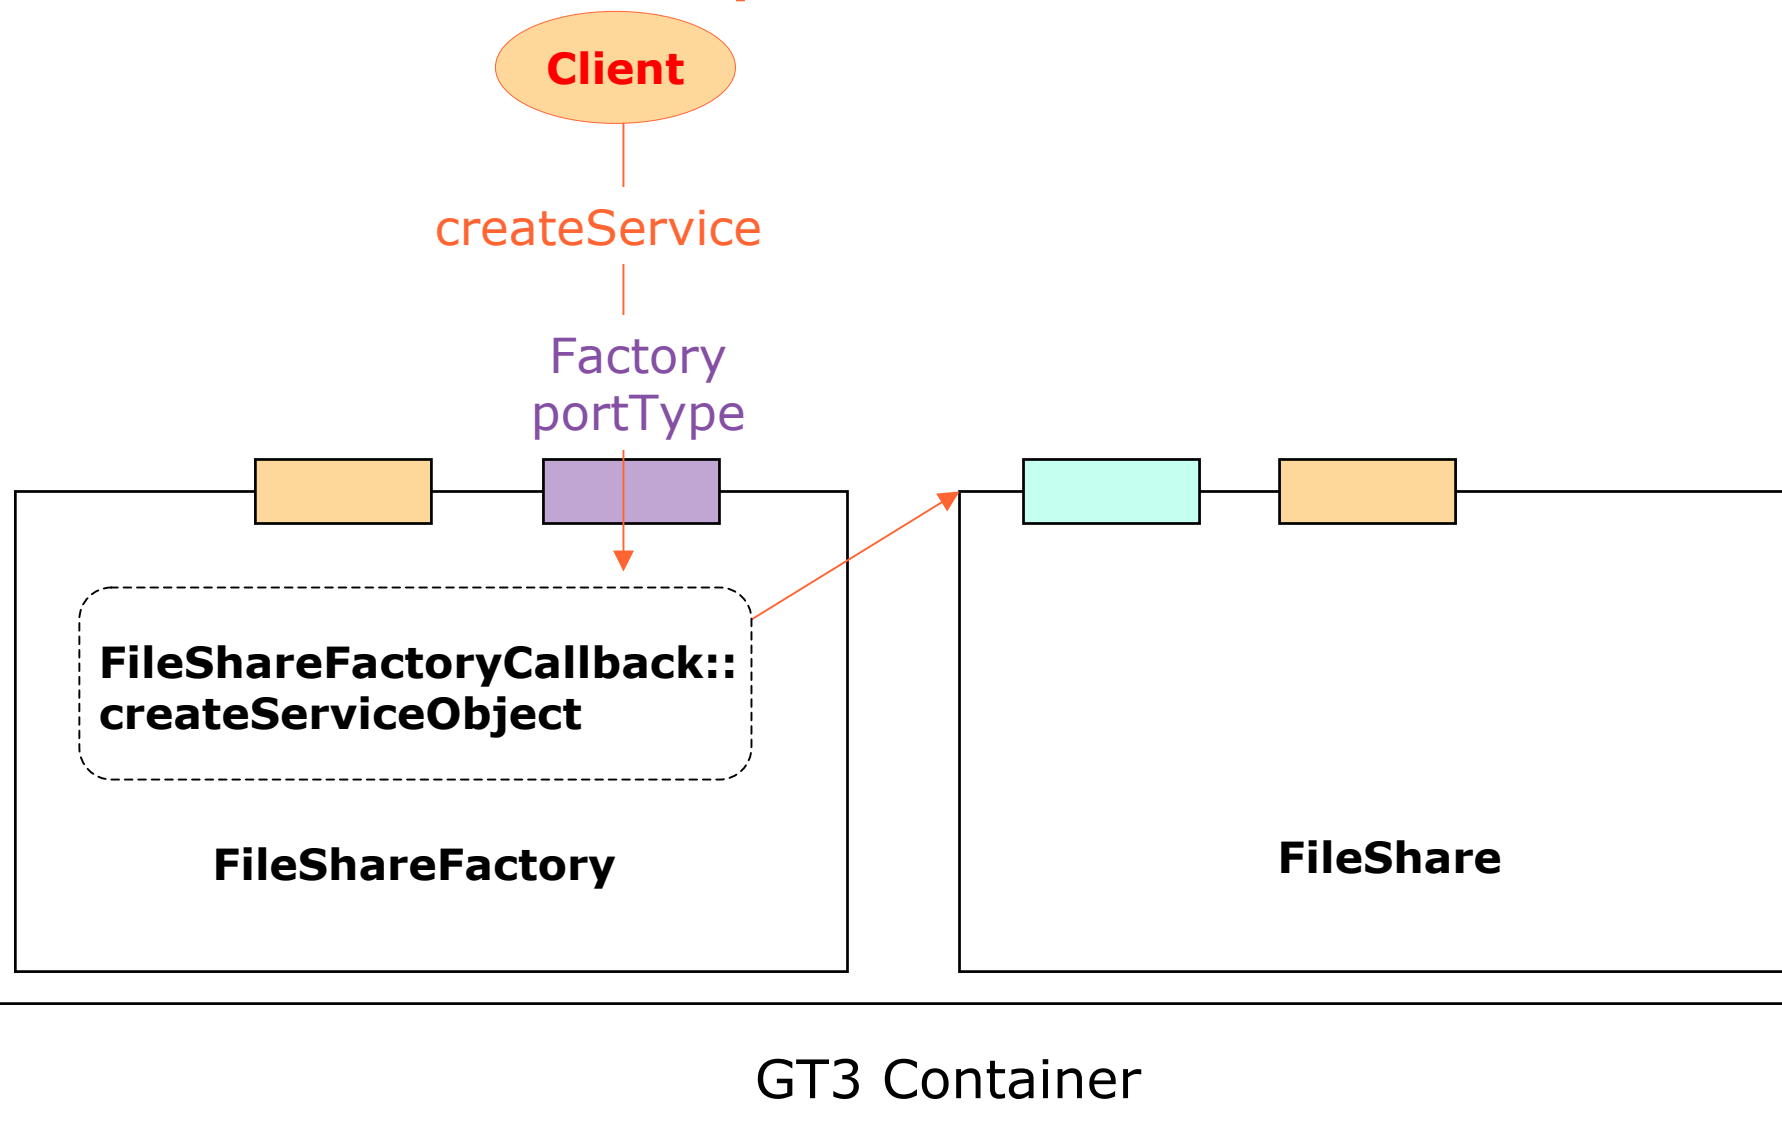 Client
createService
Factory
portType
FileShareFactoryCallback::
createServiceObject
FileShareFactory
FileShare
GT3 Container